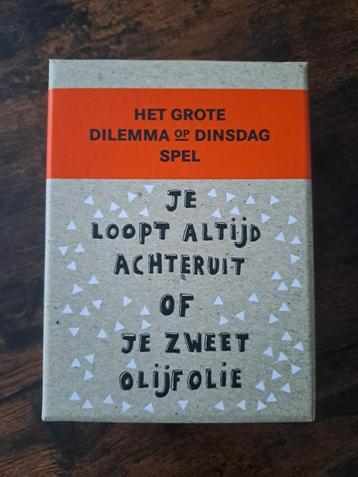 HET GROTE
DILEMMA OP DINSDAG
SPEL
JE
LOOPT ALTIJD
ACHTERUIT
OF
JE ZWEET
OLIJFOLIE